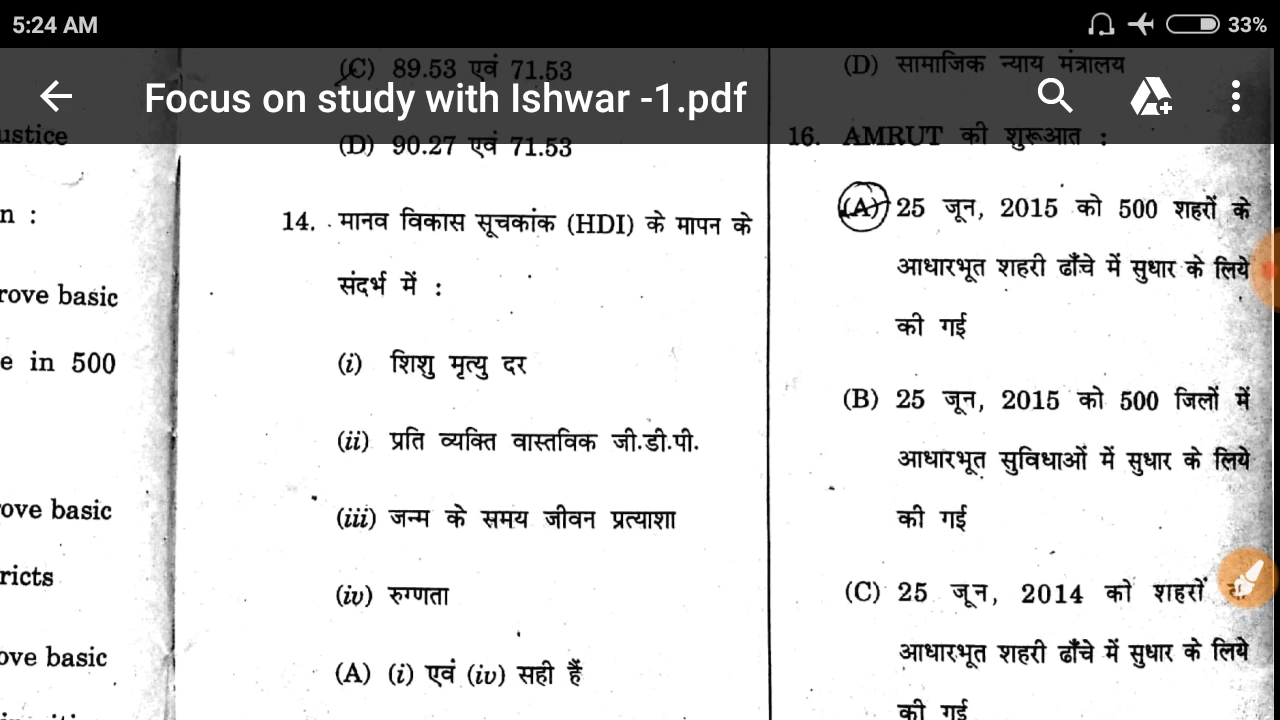 5:24 AM
33%
Focus on study with Ishwar -1.pdf
ustice
n :
rove basic
e in 500
ove basic
ricts
ove basic
(C) 89.53 एवं 71.53
(D) 90.27 एवं 71.53
14. मानव विकास सूचकांक (HDI) के मापन के
संदर्भ में :
(i) शिशु मृत्यु दर
(ii) प्रति व्यक्ति वास्तविक जी.डी.पी.
(iii) जन्म के समय जीवन प्रत्याशा
(iv) रुग्णता
(A) (i) एवं (iv) सही हैं
(D) सामाजिक न्याय मंत्रालय
16. AMRUT की शुरूआत :
(A) 25 जून, 2015 को 500 शहरों के
आधारभूत शहरी ढाँचे में सुधार के लिये
की गई
(B) 25 जून, 2015 को 500 जिलों में
आधारभूत सुविधाओं में सुधार के लिये
की गई
(C) 25 जून, 2014 को शहरों
आधारभूत शहरी ढाँचे में सुधार के लिये
की गई